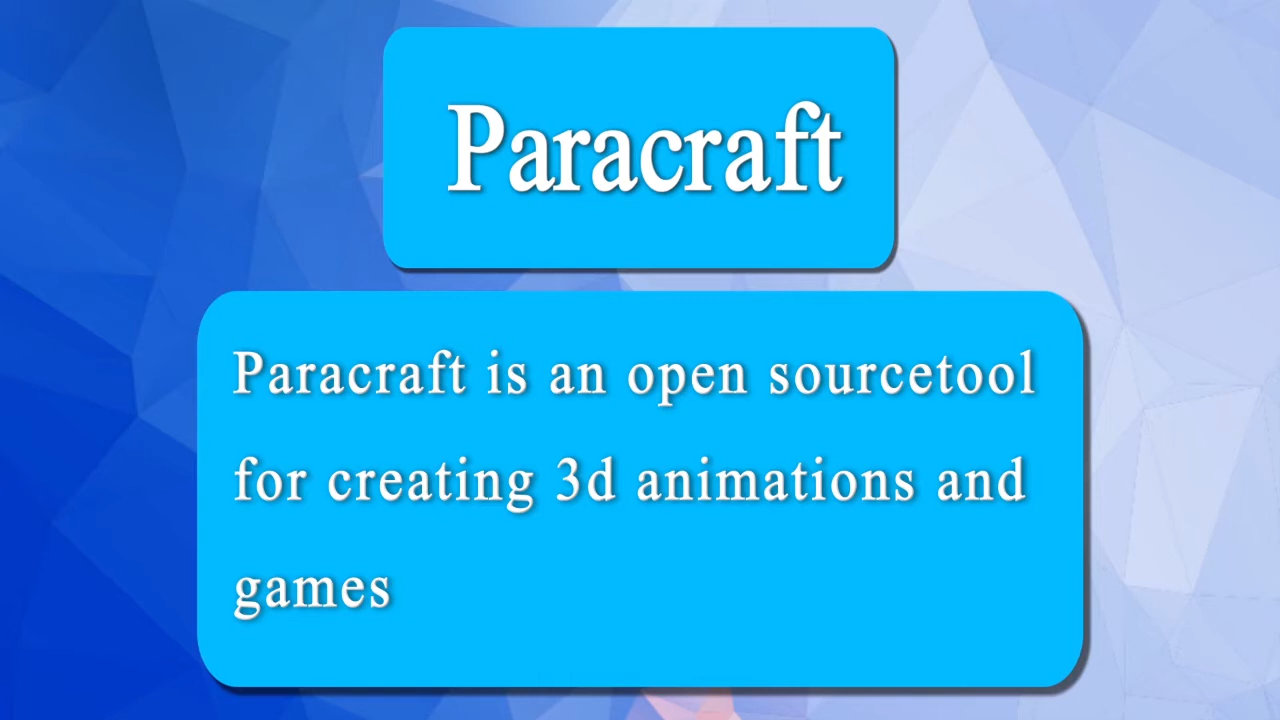 Paracraft
Paracraft is an open sourcetool
for creating 3d animations and
games